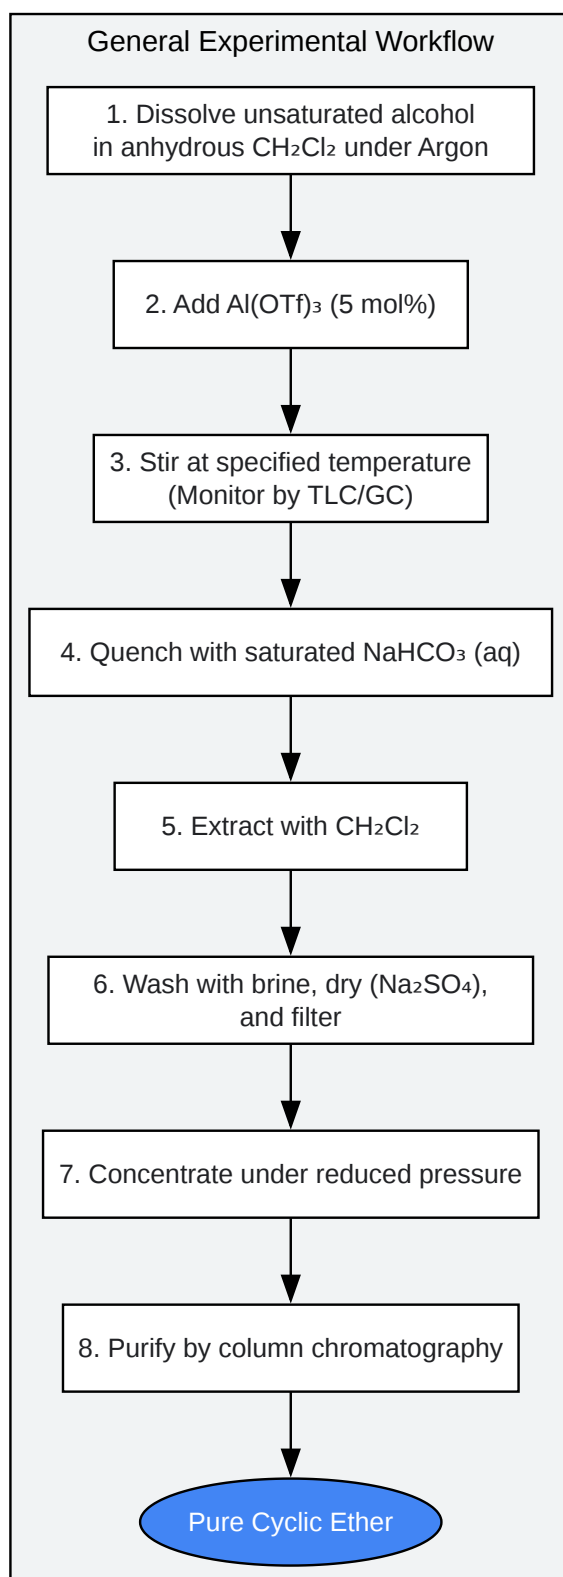 General Experimental Workflow
1. Dissolve unsaturated alcohol
in anhydrous CH₂Cl₂ under Argon
2. Add Al(OTf)₃ (5 mol%)
3. Stir at specified temperature
(Monitor by TLC/GC)
4. Quench with saturated NaHCO₃ (aq)
5. Extract with CH₂Cl₂
6. Wash with brine, dry (Na₂SO₄),
and filter
7. Concentrate under reduced pressure
8. Purify by column chromatography
Pure Cyclic Ether